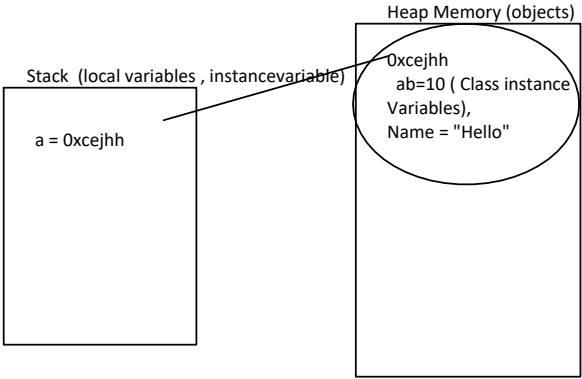 Heap Memory (objects)
Stack  (local variables , instancevariable)
a = 0xcejhh
0xcejhh
ab=10 ( Class instance
Variables),
Name = "Hello"